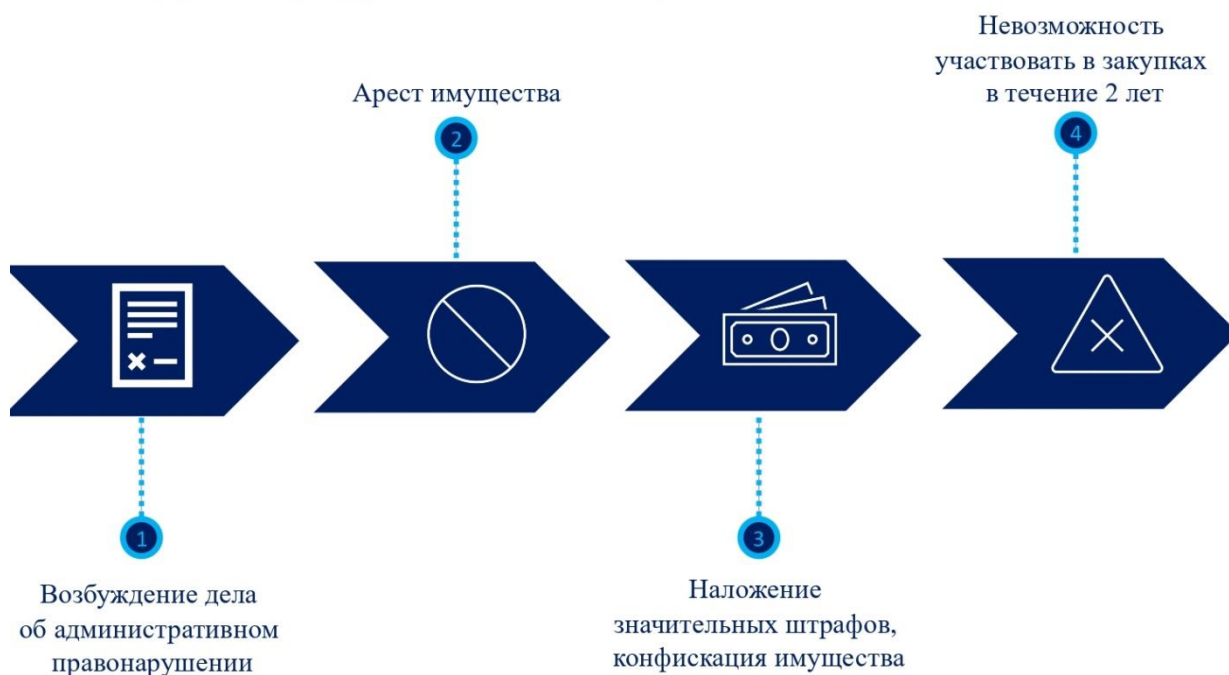 1
Возбуждение дела
об административном
правонарушении
Арест имущества
2
3
Наложение
значительных штрафов,
конфискация имущества
Невозможность
участвовать в закупках
в течение 2 лет
4